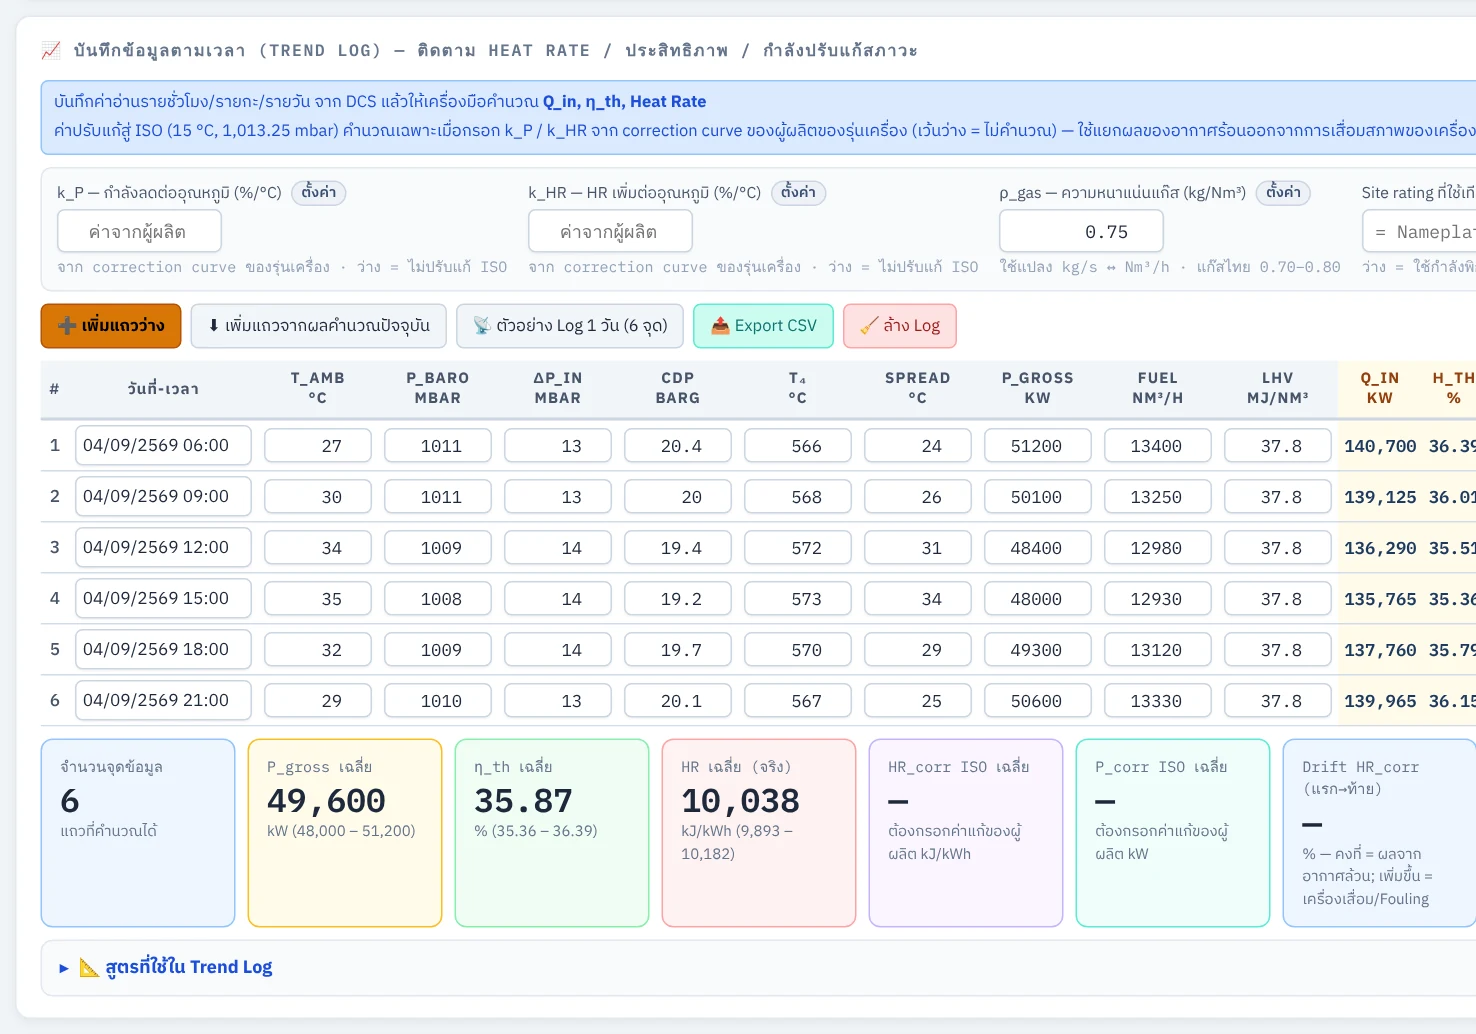 📈 บันทึกข้อมูลตามเวลา (TREND LOG) — ติดตาม HEAT RATE / ประสิทธิภาพ / กำลังปรับแก้สภาวะ
บันทึกค่าอ่านรายชั่วโมง/รายกะ/รายวัน จาก DCS แล้วให้เครื่องมือคำนวณ Q_in, η_th, Heat Rate
ค่าปรับแก้สู่ ISO (15 °C, 1,013.25 mbar) คำนวณเฉพาะเมื่อกรอก k_P / k_HR จาก correction curve ของผู้ผลิตของรุ่นเครื่อง (เว้นว่าง = ไม่คำนวณ) — ใช้แยกผลของอากาศร้อนออกจากการเสื่อมสภาพของเครื่อง
k_P — กำลังลดต่ออุณหภูมิ (%/°C) ตั้งค่า k_HR — HR เพิ่มต่ออุณหภูมิ (%/°C) ตั้งค่า ρ_gas — ความหนาแน่นแก๊ส (kg/Nm³) ตั้งค่า Site rating ที่ใช้เที
ค่าจากผู้ผลิต ค่าจากผู้ผลิต 0.75 = Nameplat
จาก correction curve ของรุ่นเครื่อง · ว่าง = ไม่ปรับแก้ ISO จาก correction curve ของรุ่นเครื่อง · ว่าง = ไม่ปรับแก้ ISO ใช้แปลง kg/s ↔ Nm³/h · แก๊สไทย 0.70–0.80 ว่าง = ใช้กำลังพิ
➕ เพิ่มแถวว่าง ⬇ เพิ่มแถวจากผลคำนวณปัจจุบัน 📡 ตัวอย่าง Log 1 วัน (6 จุด) 📤 Export CSV 🧹 ล้าง Log
# วันที่-เวลา T_AMB °C P_BARO MBAR ΔP_IN MBAR CDP BARG T₄ °C SPREAD °C P_GROSS KW FUEL NM³/H LHV MJ/NM³ Q_IN KW Η_TH %
1 04/09/2569 06:00 27 1011 13 20.4 566 24 51200 13400 37.8 140,700 36.39
2 04/09/2569 09:00 30 1011 13 20 568 26 50100 13250 37.8 139,125 36.01
3 04/09/2569 12:00 34 1009 14 19.4 572 31 48400 12980 37.8 136,290 35.51
4 04/09/2569 15:00 35 1008 14 19.2 573 34 48000 12930 37.8 135,765 35.36
5 04/09/2569 18:00 32 1009 14 19.7 570 29 49300 13120 37.8 137,760 35.79
6 04/09/2569 21:00 29 1010 13 20.1 567 25 50600 13330 37.8 139,965 36.15
จำนวนจุดข้อมูล
6
แถวที่คำนวณได้
P_gross เฉลี่ย
49,600
kW (48,000 – 51,200)
η_th เฉลี่ย
35.87
% (35.36 – 36.39)
HR เฉลี่ย (จริง)
10,038
kJ/kWh (9,893 –
10,182)
HR_corr ISO เฉลี่ย
—
ต้องกรอกค่าแก้ของผู้
ผลิต kJ/kWh
P_corr ISO เฉลี่ย
—
ต้องกรอกค่าแก้ของผู้
ผลิต kW
Drift HR_corr
(แรก→ท้าย)
—
% — คงที่ = ผลจาก
อากาศล้วน; เพิ่มขึ้น =
เครื่องเสื่อม/Fouling
▸ 📐 สูตรที่ใช้ใน Trend Log